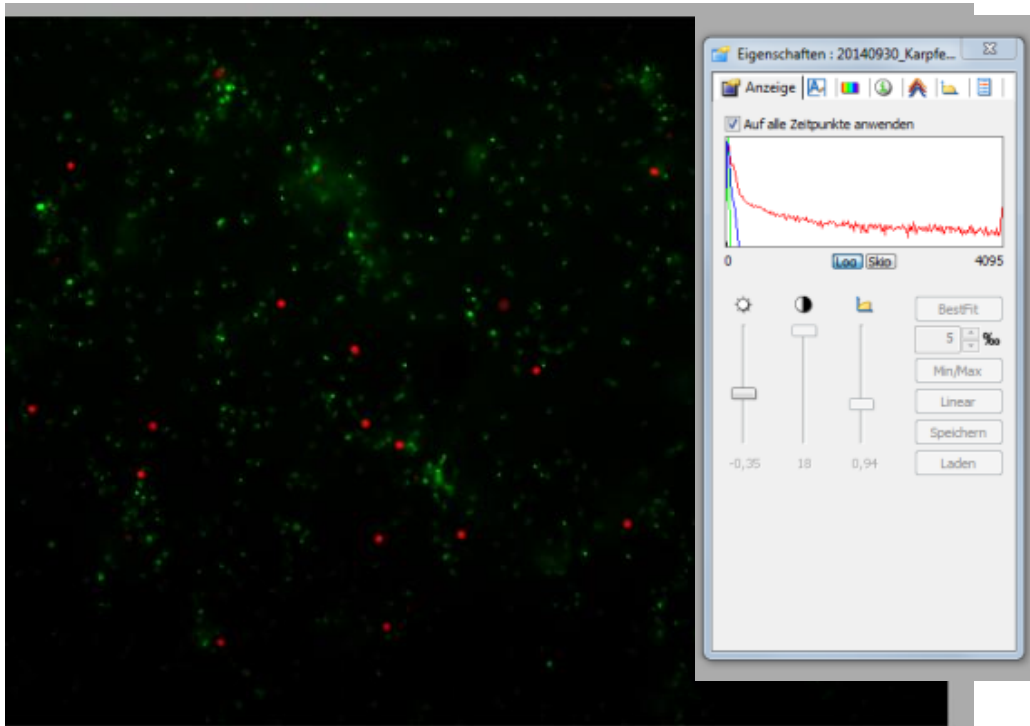 Eigenschaften : 20140930_Karpfe...
Anzeige
Auf alle Zeitpunkte anwenden
0 Log Skip 4095
BestFit
5 ‰
Min/Max
Linear
Speichern
-0,35 18 0,94 Laden